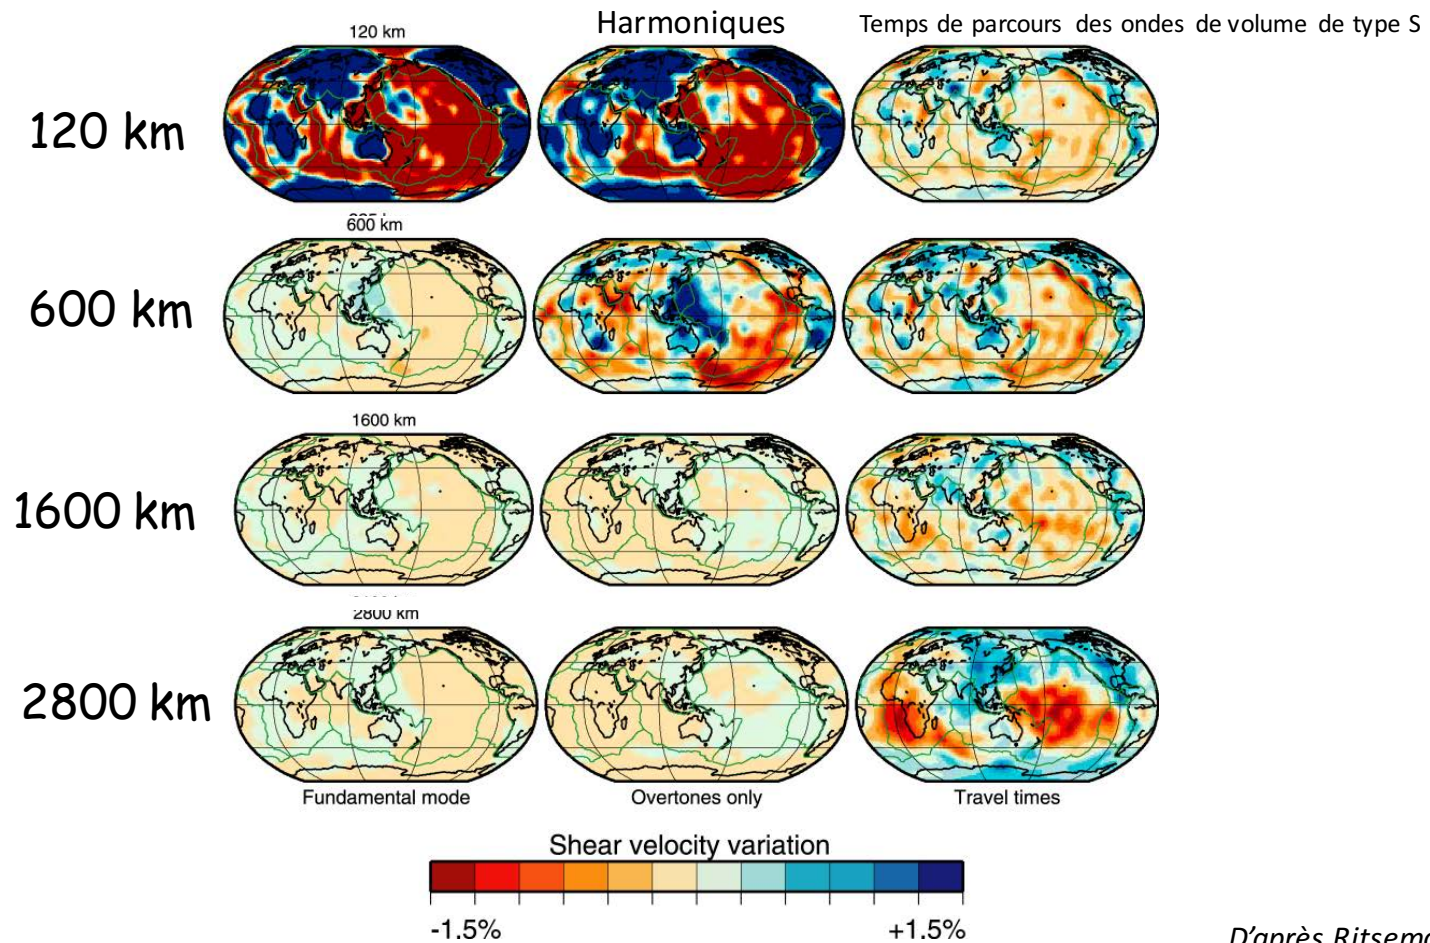 Harmoniques
Temps de parcours des ondes de volume de type S
120 km
120 km
600 km
600 km
1600 km
1600 km
2800 km
2800 km
Fundamental mode
Overtones only
Travel times
Shear velocity variation
-1.5%
+1.5%
D'après Ritsema